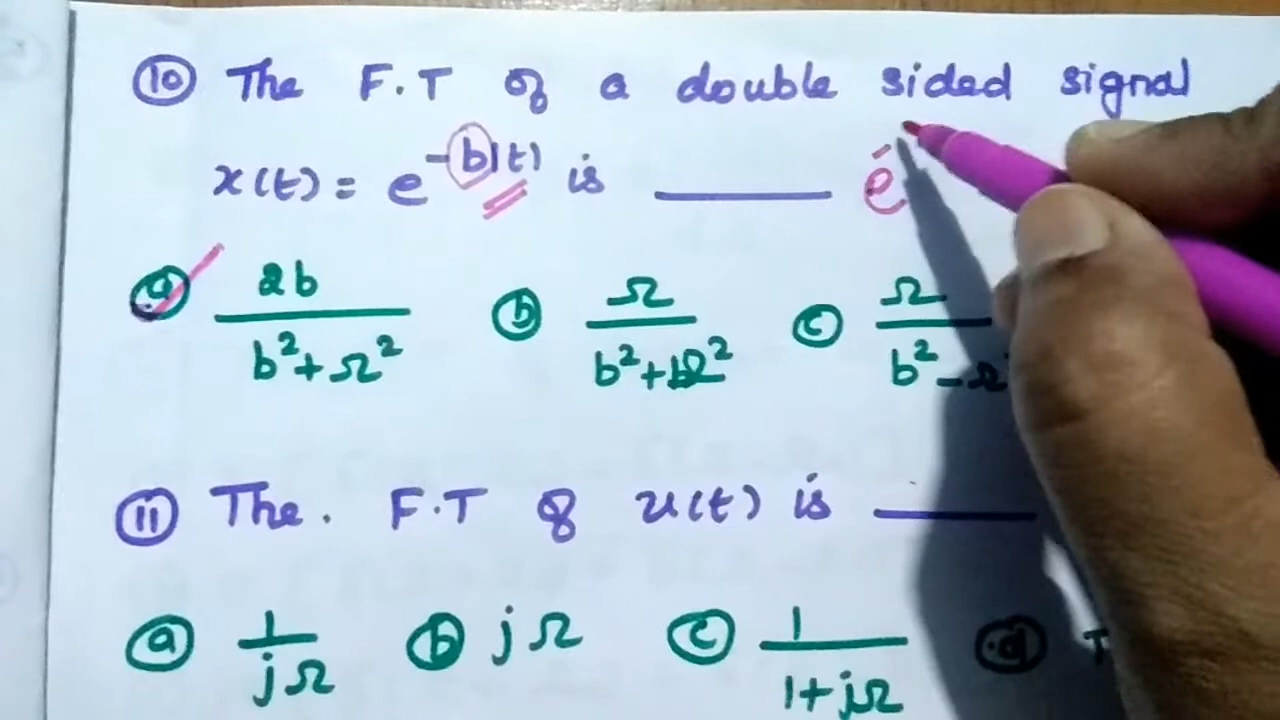 ⑩ The F.T of a double sided signal
x(t) = e^-b|t| is ______ e^-
ⓐ 2b/(b²+Ω²) ⓑ Ω/(b²+Ω²) ⓒ Ω/(b²-Ω²)
⑪ The. F.T of u(t) is ______
ⓐ 1/jΩ ⓑ jΩ ⓒ 1/(1+jΩ) ⓓ